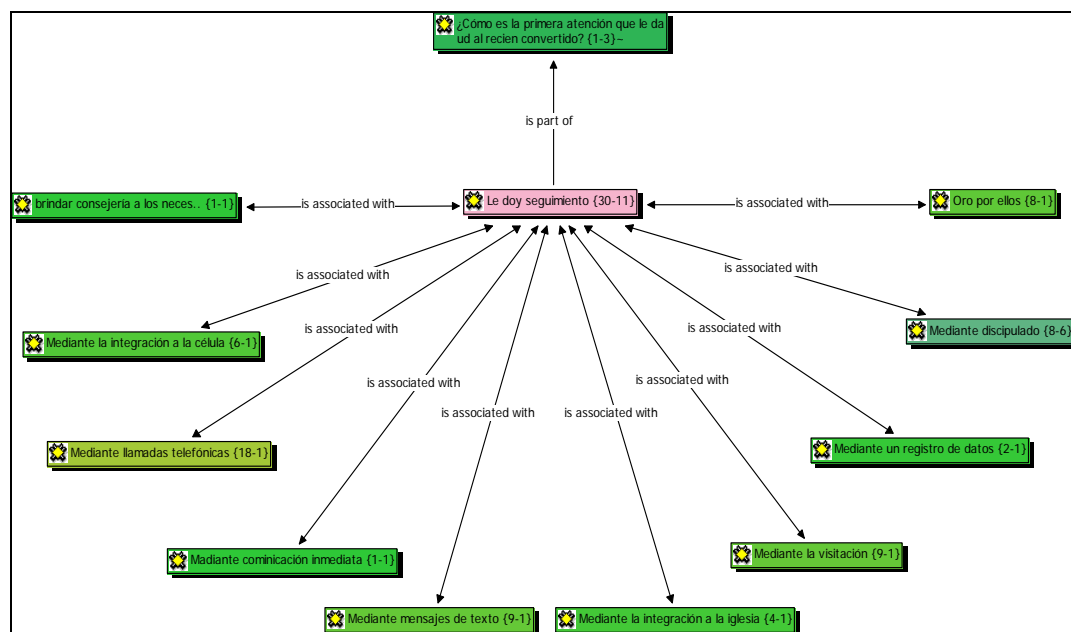 ¿Cómo es la primera atención que le da
ud al recien convertido? {1-3}~
is part of
brindar consejería a los neces.. {1-1}
is associated with
Le doy seguimiento {30-11}
is associated with
Oro por ellos {8-1}
is associated with
is associated with
Mediante la integración a la célula {6-1}
is associated with
Mediante discipulado {8-6}
is associated with
is associated with
is associated with
is associated with
is associated with
Mediante llamadas telefónicas {18-1}
Mediante un registro de datos {2-1}
Madiante cominicación inmediata {1-1}
Mediante la visitación {9-1}
Mediante mensajes de texto {9-1}
Mediante la integración a la iglesia {4-1}